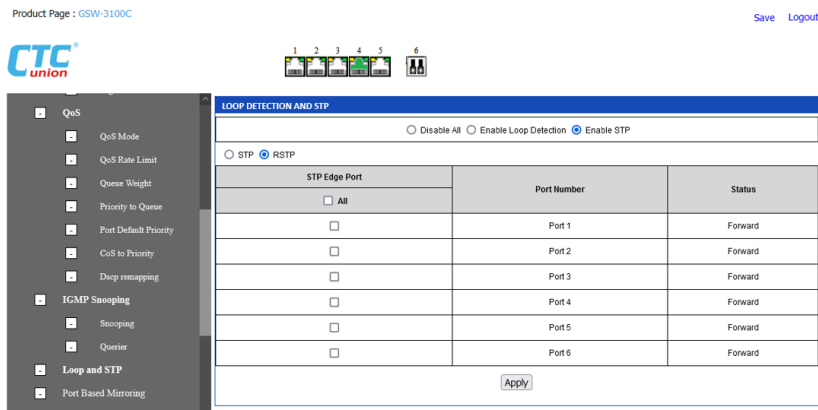 Product Page : GSW-3100C
Save Logout
CTC®
union
1 2 3 4 5 6
QoS
QoS Mode
QoS Rate Limit
Queue Weight
Priority to Queue
Port Default Priority
CoS to Priority
Dscp remapping
IGMP Snooping
Snooping
Querier
Loop and STP
Port Based Mirroring
LOOP DETECTION AND STP
Disable All Enable Loop Detection Enable STP
STP RSTP
STP Edge Port Port Number Status
All
Port 1 Forward
Port 2 Forward
Port 3 Forward
Port 4 Forward
Port 5 Forward
Port 6 Forward
Apply